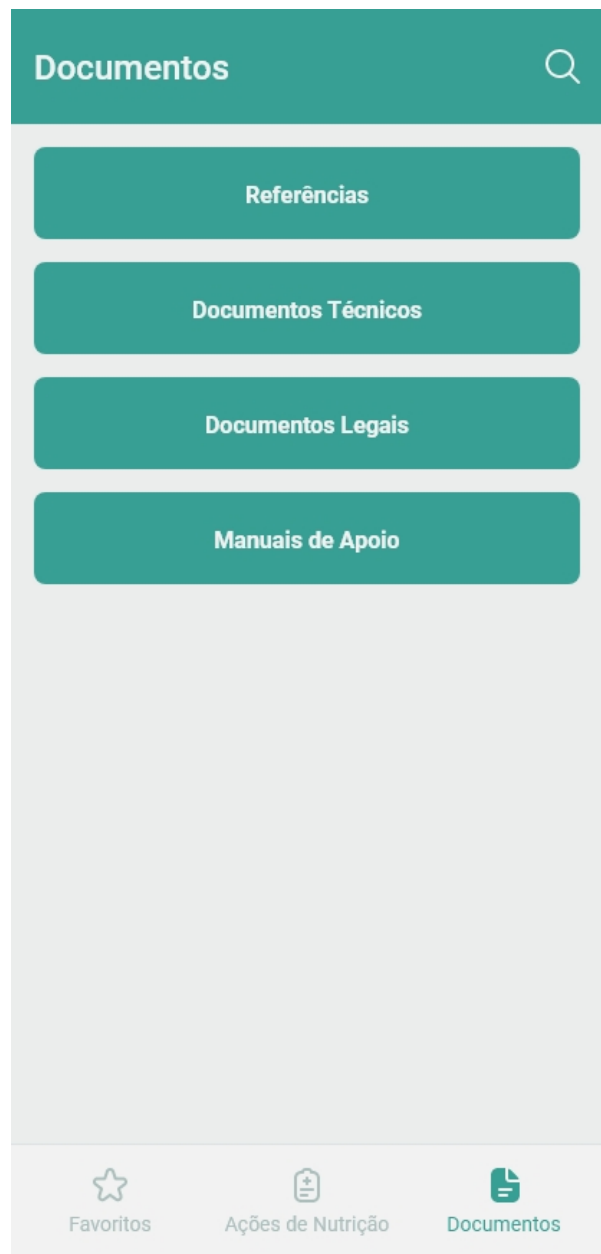 Documentos
Referências
Documentos Técnicos
Documentos Legais
Manuais de Apoio
Favoritos
Ações de Nutrição
Documentos